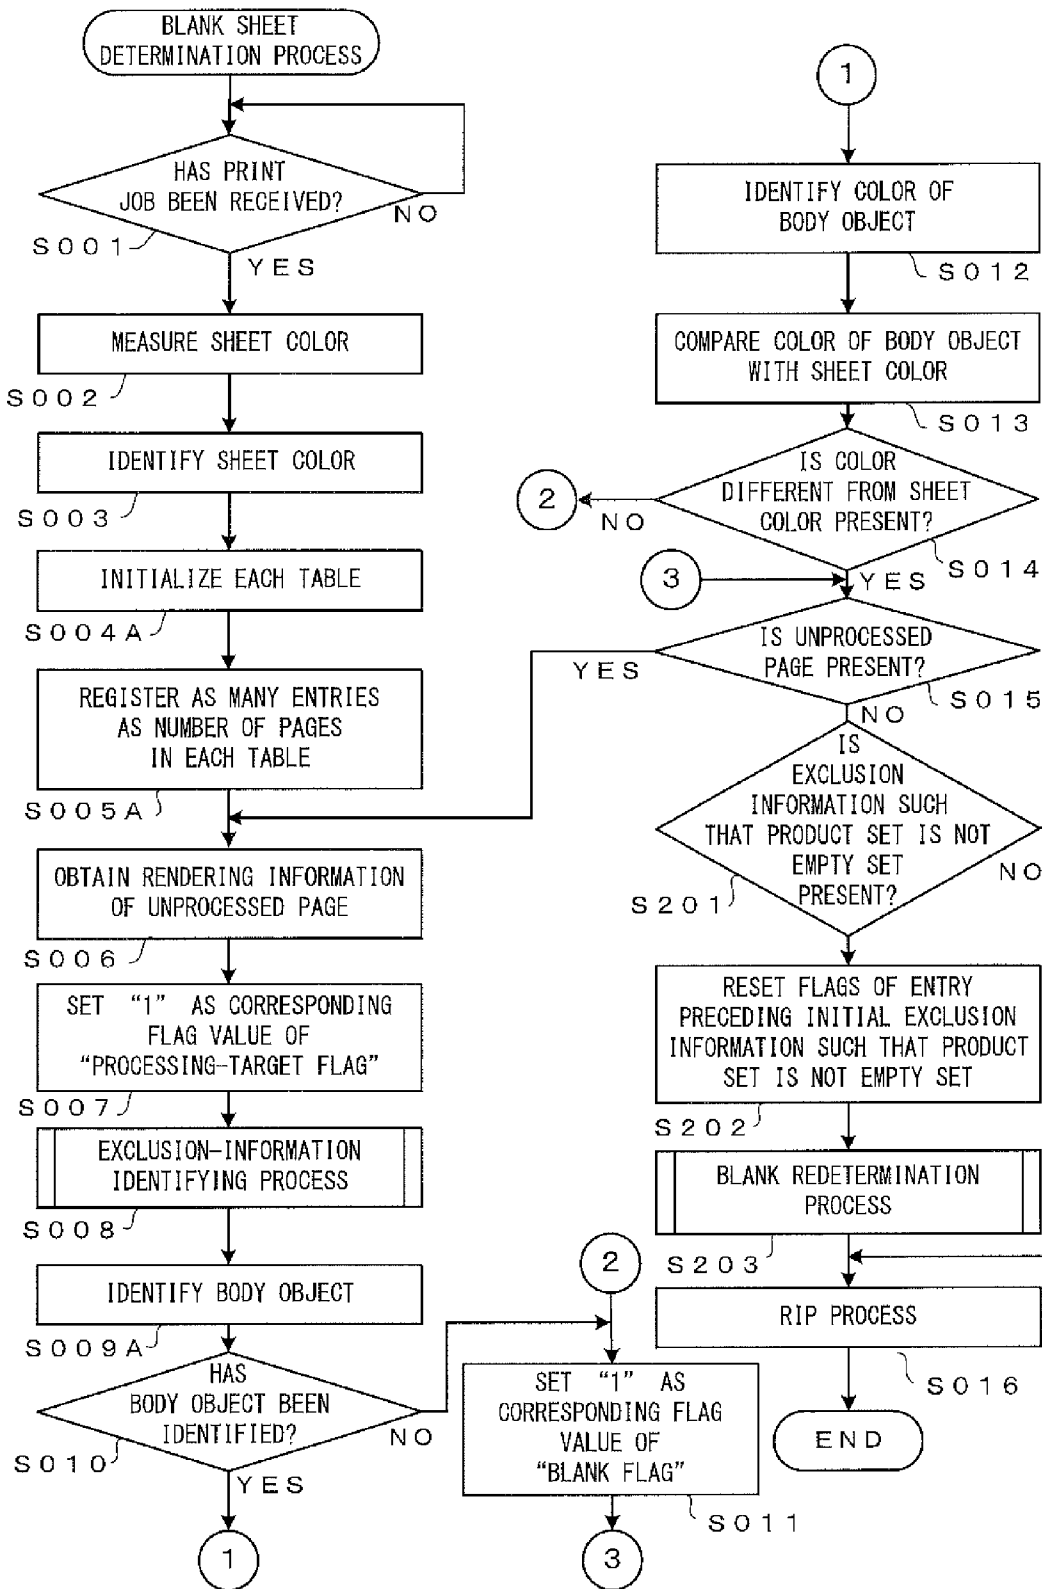 BLANK SHEET
DETERMINATION PROCESS
HAS PRINT
JOB BEEN RECEIVED?
NO
S001
YES
MEASURE SHEET COLOR
S002
IDENTIFY SHEET COLOR
S003
INITIALIZE EACH TABLE
S004A
REGISTER AS MANY ENTRIES
AS NUMBER OF PAGES
IN EACH TABLE
S005A
OBTAIN RENDERING INFORMATION
OF UNPROCESSED PAGE
S006
SET “1” AS CORRESPONDING
FLAG VALUE OF
“PROCESSING-TARGET FLAG”
S007
EXCLUSION-INFORMATION
IDENTIFYING PROCESS
S008
IDENTIFY BODY OBJECT
S009A
HAS
BODY OBJECT BEEN
IDENTIFIED?
NO
S010
YES
1
2
SET “1” AS
CORRESPONDING FLAG
VALUE OF
“BLANK FLAG”
S011
3
1
IDENTIFY COLOR OF
BODY OBJECT
S012
COMPARE COLOR OF BODY OBJECT
WITH SHEET COLOR
S013
IS COLOR
DIFFERENT FROM SHEET
COLOR PRESENT?
2
NO
S014
3
YES
IS UNPROCESSED
PAGE PRESENT?
YES
S015
NO
IS
EXCLUSION
INFORMATION SUCH
THAT PRODUCT SET IS NOT
EMPTY SET
PRESENT?
NO
S201
RESET FLAGS OF ENTRY
PRECEDING INITIAL EXCLUSION
INFORMATION SUCH THAT PRODUCT
SET IS NOT EMPTY SET
S202
BLANK REDETERMINATION
PROCESS
S203
RIP PROCESS
S016
END